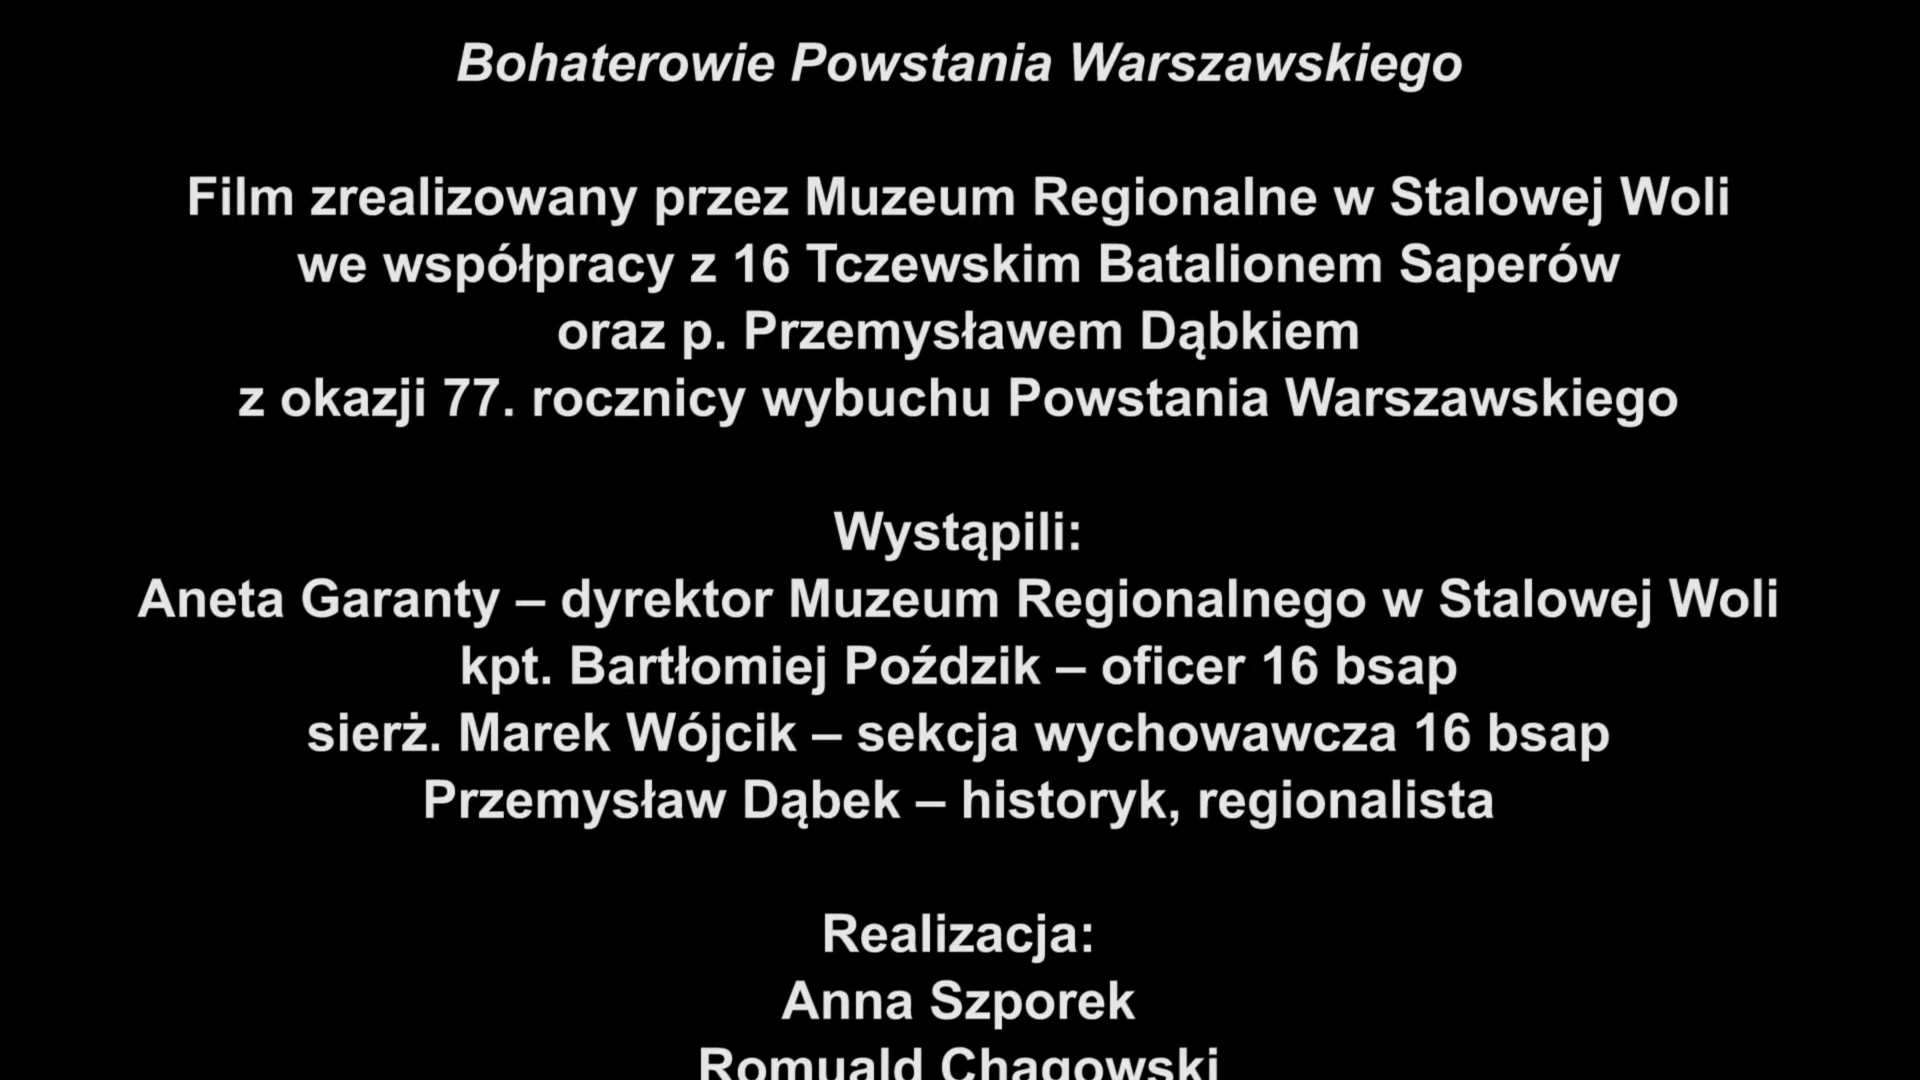 Bohaterowie Powstania Warszawskiego
Film zrealizowany przez Muzeum Regionalne w Stalowej Woli
we współpracy z 16 Tczewskim Batalionem Saperów
oraz p. Przemysławem Dąbkiem
z okazji 77. rocznicy wybuchu Powstania Warszawskiego
Wystąpili:
Aneta Garanty – dyrektor Muzeum Regionalnego w Stalowej Woli
kpt. Bartłomiej Poździk – oficer 16 bsap
sierż. Marek Wójcik – sekcja wychowawcza 16 bsap
Przemysław Dąbek – historyk, regionalista
Realizacja:
Anna Szporek
Romuald Chagowski